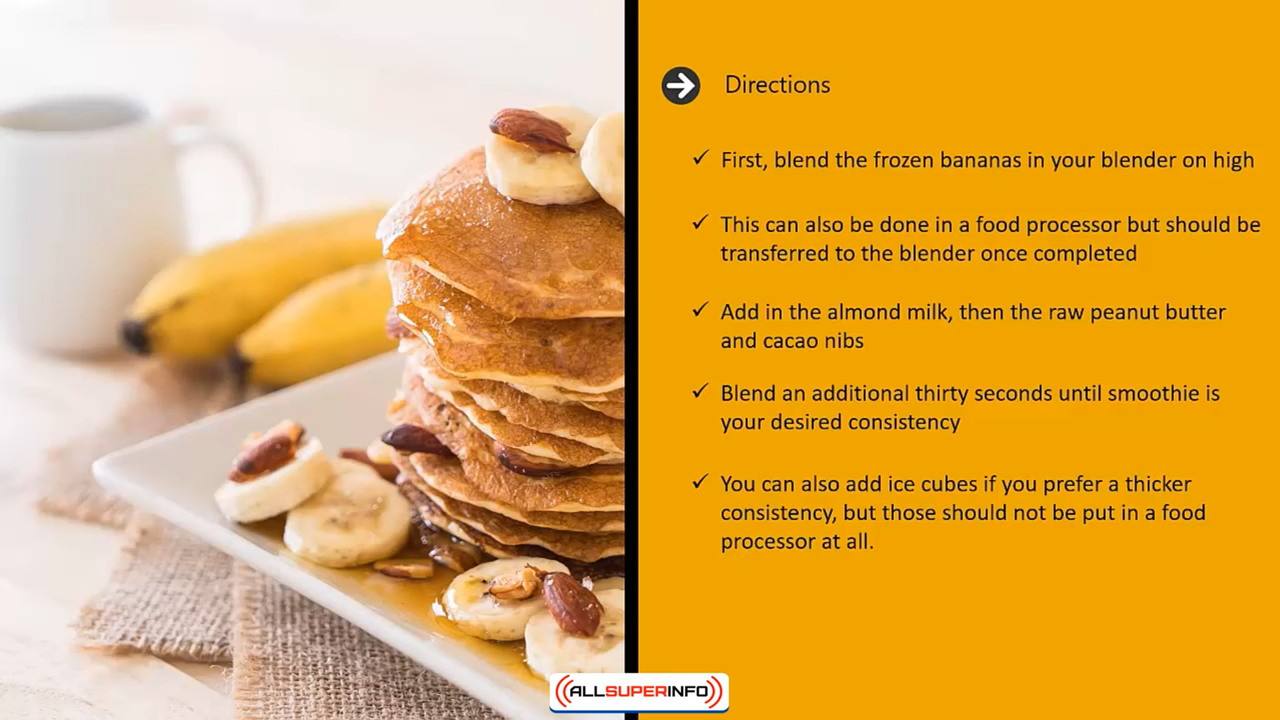 Directions
First, blend the frozen bananas in your blender on high
This can also be done in a food processor but should be
transferred to the blender once completed
Add in the almond milk, then the raw peanut butter
and cacao nibs
Blend an additional thirty seconds until smoothie is
your desired consistency
You can also add ice cubes if you prefer a thicker
consistency, but those should not be put in a food
processor at all.
ALLSUPERINFO